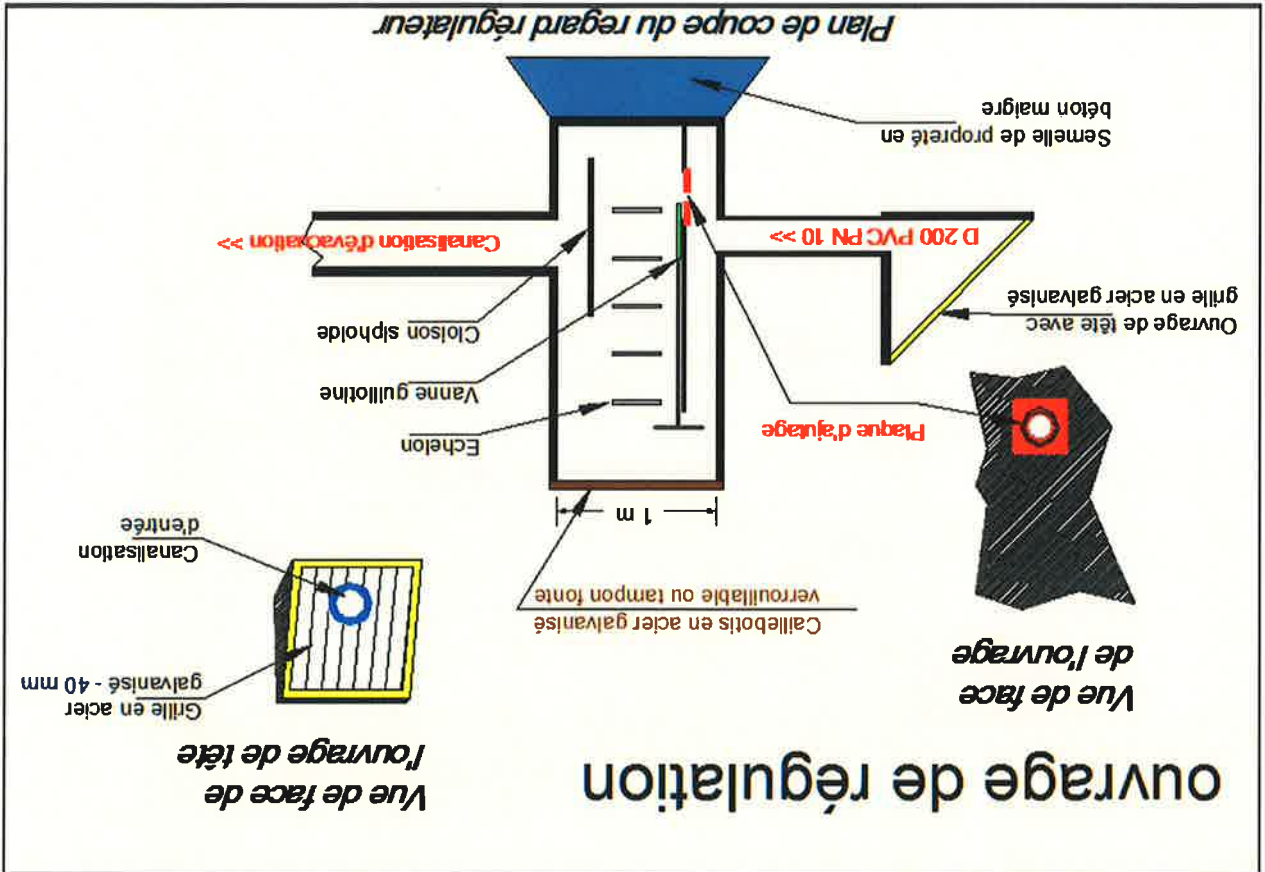 ouvrage de régulation
Vue de face de
l'ouvrage de tête
Grille en acier
galvanisé - 40 mm
Canalisation
d'entrée
Vue de face
de l'ouvrage
Caillebotis en acier galvanisé
verrouillable ou tampon fonte
1 m
Plaque d'ajutage
Echelon
Vanne guillotine
Cloison siphoide
Ouvrage de tête avec
grille en acier galvanisé
D 200 PVC PN 10 >>
Canalisation d'évacuation >>
Semelle de propreté en
béton maigre
Plan de coupe du regard régulateur